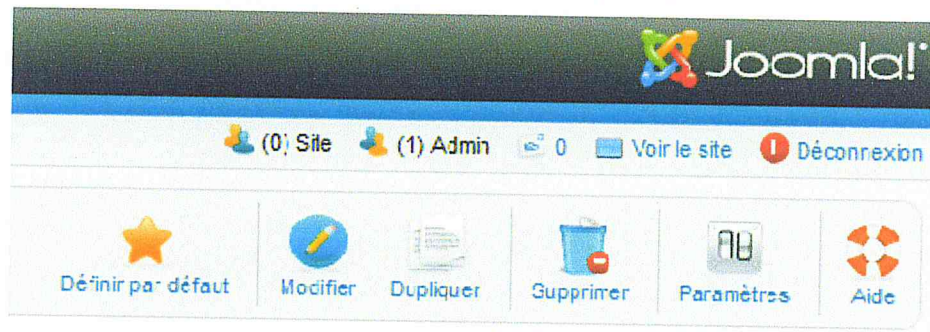 Joomla!
(0) Site (1) Admin 0 Voir le site Déconnexion
Définir par défaut Modifier Dupliquer Supprimer Paramètres Aide